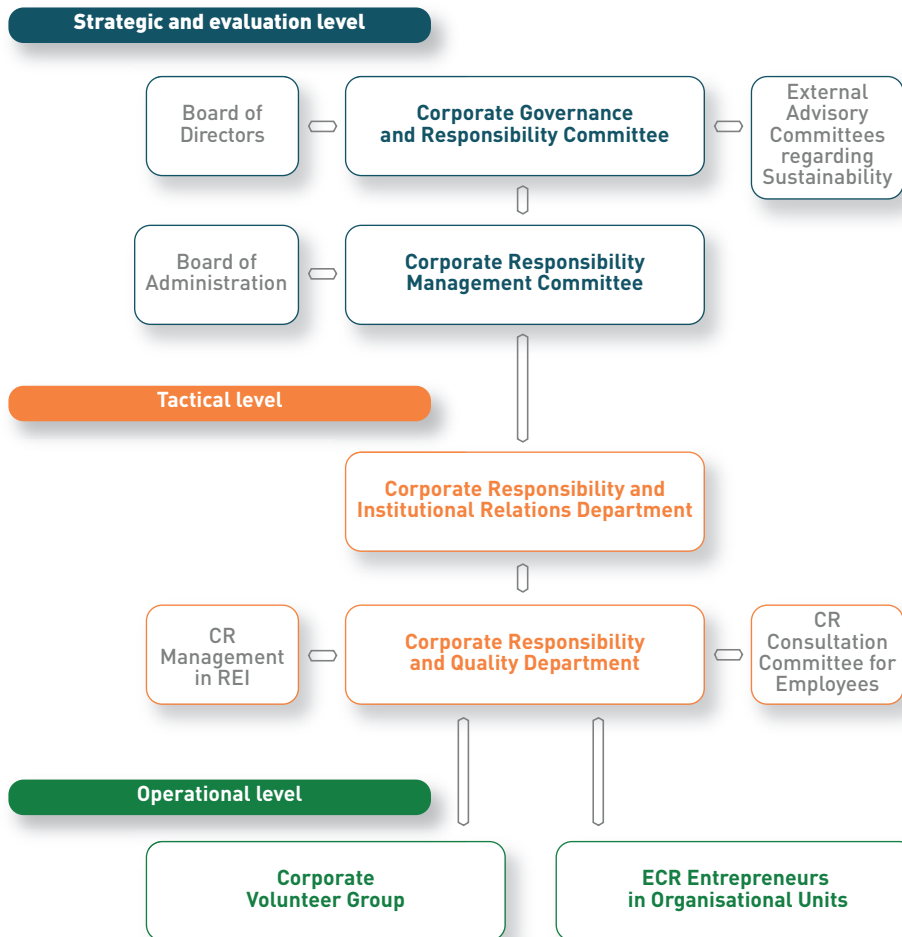 Strategic and evaluation level
Board of
Directors
Corporate Governance
and Responsibility Committee
External
Advisory
Committees
regarding
Sustainability
Board of
Administration
Corporate Responsibility
Management Committee
Tactical level
Corporate Responsibility and
Institutional Relations Department
CR
Management
in REI
Corporate Responsibility
and Quality Department
CR
Consultation
Committee for
Employees
Operational level
Corporate
Volunteer Group
ECR Entrepreneurs
in Organisational Units